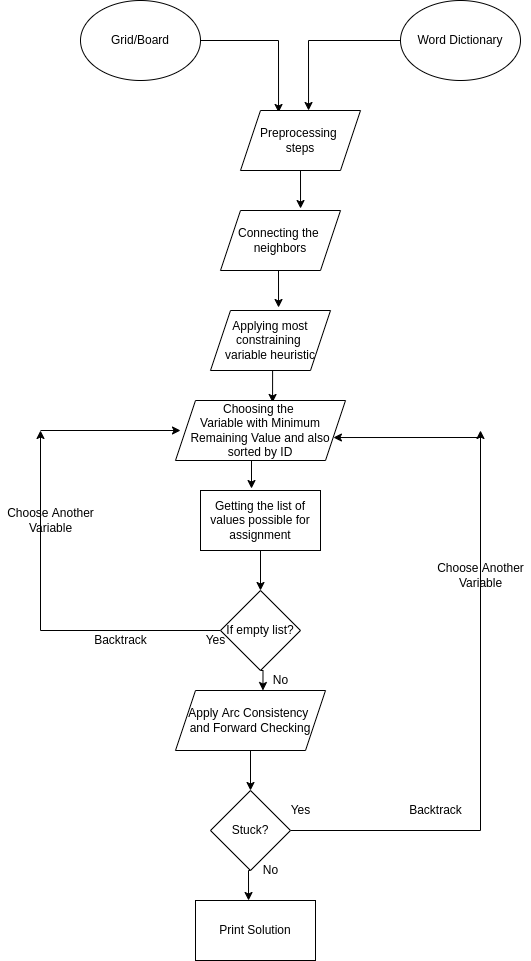 Grid/Board
Word Dictionary
Preprocessing
steps
Connecting the
neighbors
Applying most
constraining
variable heuristic
Choosing the
Variable with Minimum
Remaining Value and also
sorted by ID
Choose Another
Variable
Getting the list of
values possible for
assignment
Choose Another
Variable
If empty list?
Yes
Backtrack
No
Apply Arc Consistency
and Forward Checking
Stuck?
Yes
Backtrack
No
Print Solution